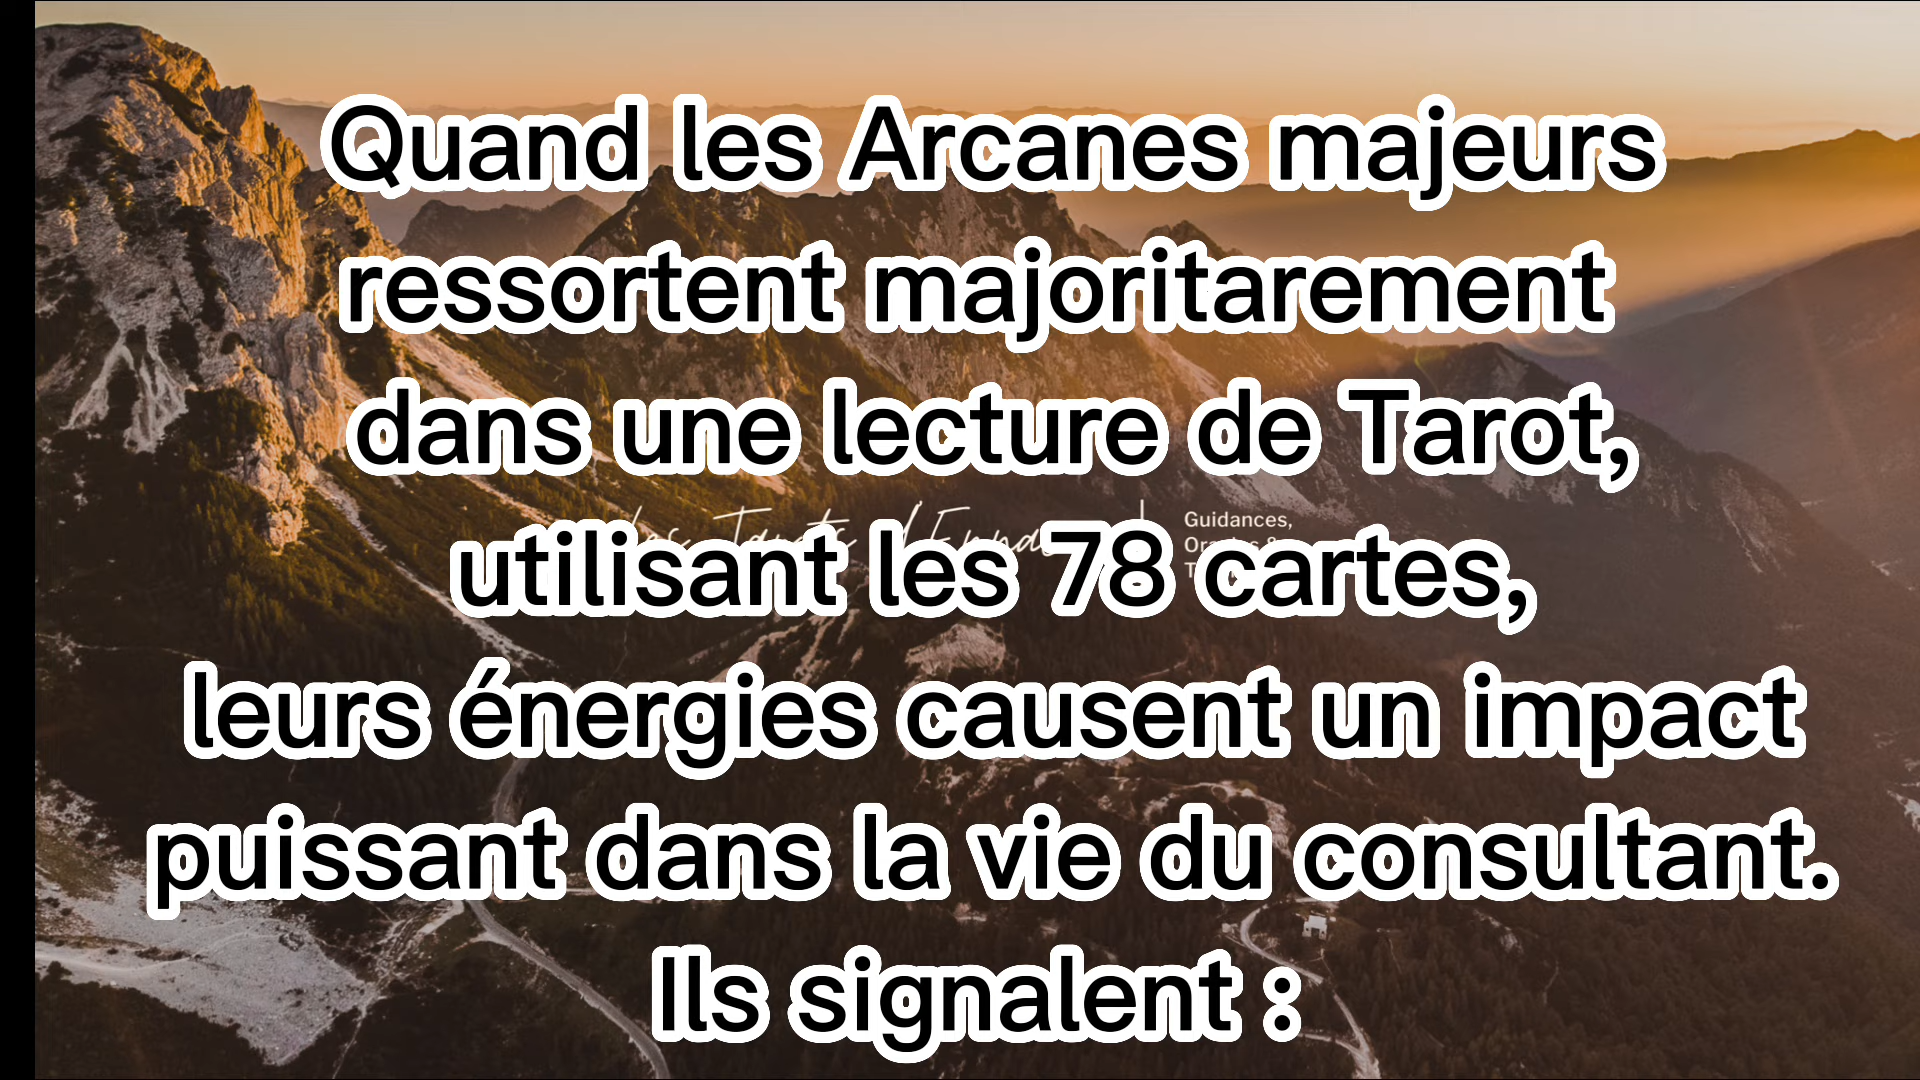 Quand les Arcanes majeurs
ressortent majoritarement
dans une lecture de Tarot,
Guidances,
utilisant les 78 cartes,
leurs énergies causent un impact
puissant dans la vie du consultant.
Ils signalent :